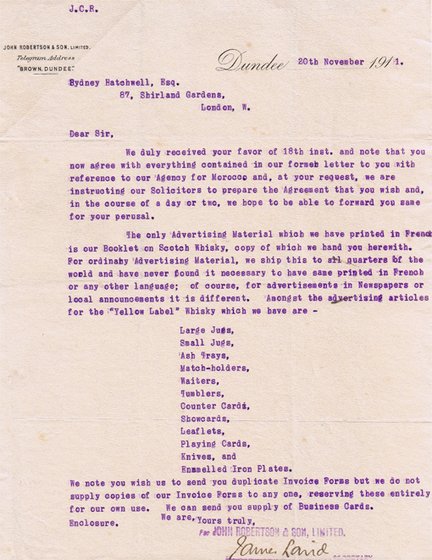 J.C.R.
JOHN ROBERTSON & SON, LIMITED.
Telegram Address
"BROWN, DUNDEE."
Dundee 20th November 1911.
Sydney Hatchwell, Esq.
87, Shirland Gardens,
London, W.
Dear Sir,
We duly received your favor of 18th inst. and note that you
now agree with everything contained in our former letter to you with
reference to our Agency for Morocco and, at your request, we are
instructing our Solicitors to prepare the Agreement that you wish and,
in the course of a day or two, we hope to be able to forward you same
for your perusal.
The only Advertising Material which we have printed in French
is our Booklet on Scotch Whisky, copy of which we hand you herewith.
For ordinary Advertising Material, we ship this to all quarters of the
world and have never found it necessary to have same printed in French
or any other language; of course, for advertisements in Newspapers or
local announcements it is different. Amongst the advertising articles
for the "Yellow Label" Whisky which we have are -
Large Jugs,
Small Jugs,
Ash Trays,
Match-holders,
Waiters,
Tumblers,
Counter Cards,
Showcards,
Leaflets,
Playing Cards,
Knives, and
Enamelled Iron Plates.
We note you wish us to send you duplicate Invoice Forms but we do not
supply copies of our Invoice Forms to any one, reserving these entirely
for our own use. We can send you supply of Business Cards.
We are, Yours truly,
Enclosure.
For JOHN ROBERTSON & SON, LIMITED.
James Laird